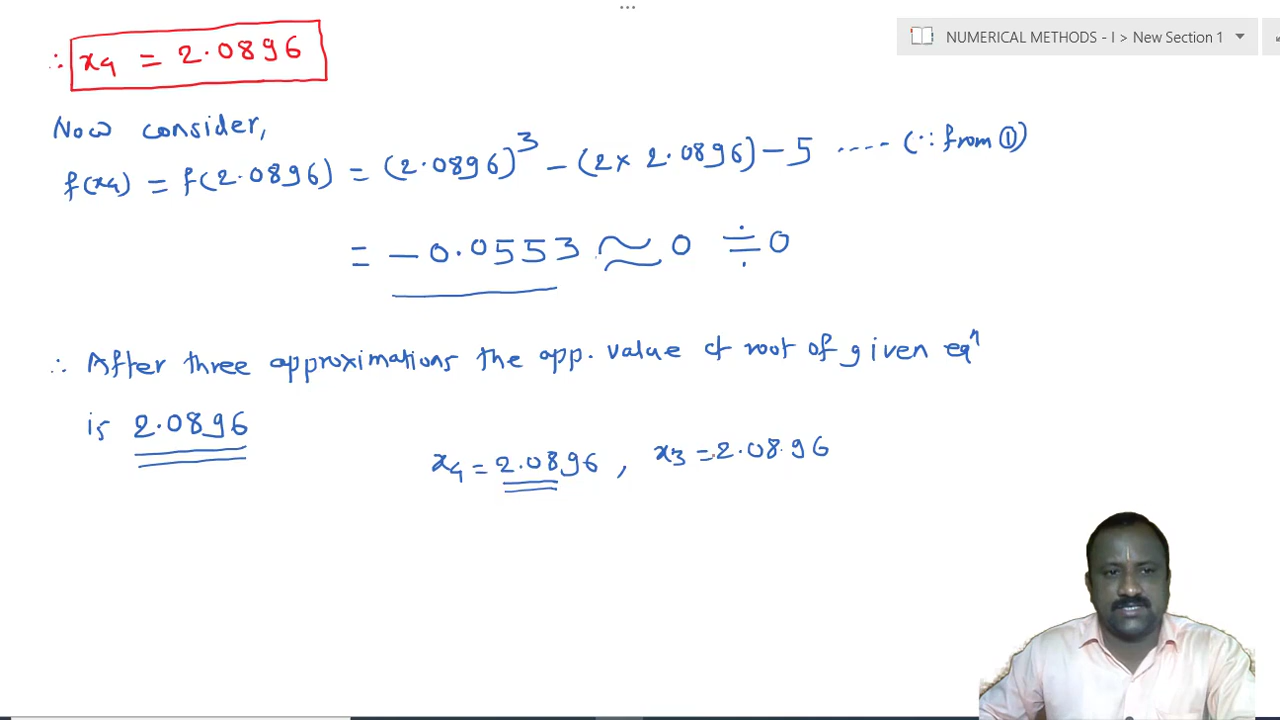 ...
NUMERICAL METHODS - I > New Section 1
∴ x₄ = 2.0896
Now consider,
f(x₄) = f(2.0896) = (2.0896)³ - (2 × 2.0896) - 5 .... (∵ from ①)
= -0.0553 ≈ 0 ≑ 0
∴ After three approximations the app. value of root of given eqⁿ
is 2.0896
x₄ = 2.0896 , x₃ = 2.0896